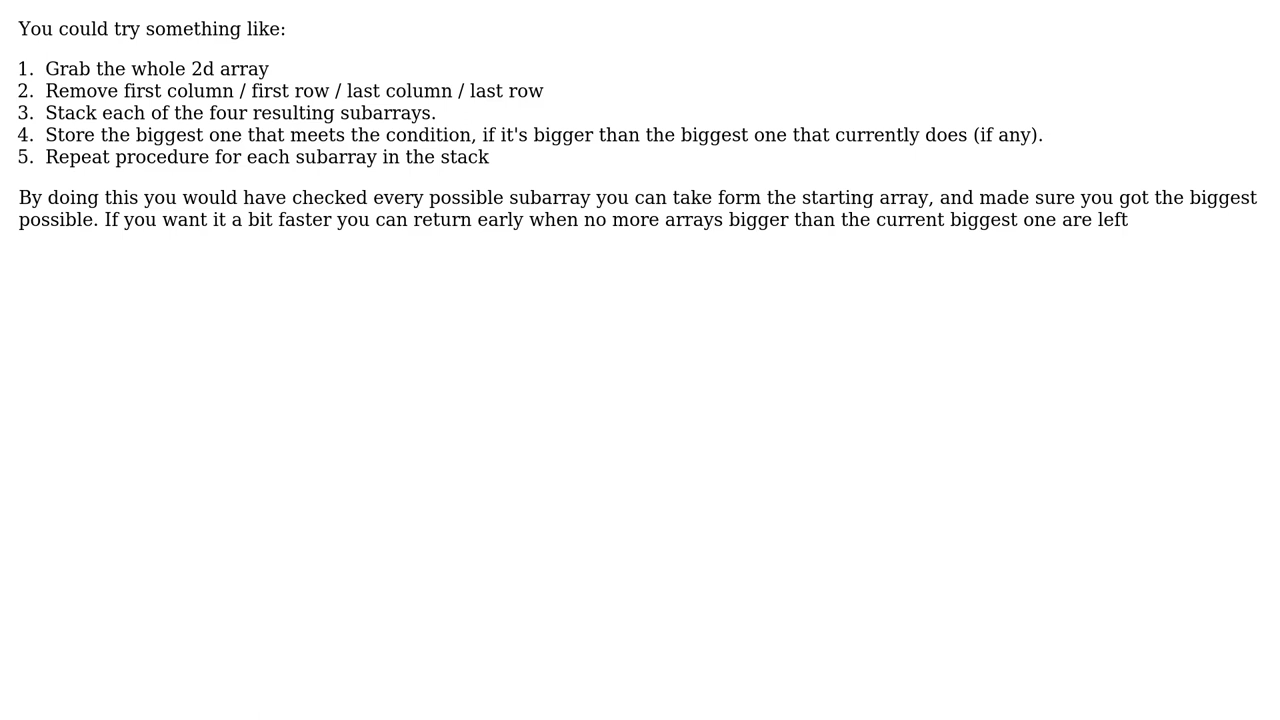 You could try something like:
1. Grab the whole 2d array
2. Remove first column / first row / last column / last row
3. Stack each of the four resulting subarrays.
4. Store the biggest one that meets the condition, if it's bigger than the biggest one that currently does (if any).
5. Repeat procedure for each subarray in the stack
By doing this you would have checked every possible subarray you can take form the starting array, and made sure you got the biggest
possible. If you want it a bit faster you can return early when no more arrays bigger than the current biggest one are left